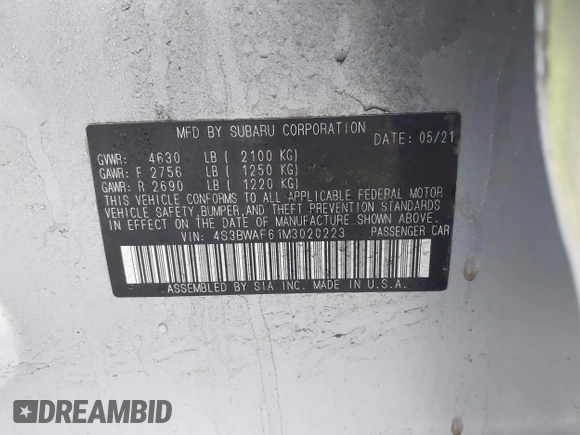 MFD BY SUBARU CORPORATION DATE: 05/21
GVWR: 4630 LB ( 2100 KG)
GAWR: F 2756 LB ( 1250 KG)
GAWR: R 2690 LB ( 1220 KG)
THIS VEHICLE CONFORMS TO ALL APPLICABLE FEDERAL MOTOR
VEHICLE SAFETY, BUMPER, AND THEFT PREVENTION STANDARDS
IN EFFECT ON THE DATE OF MANUFACTURE SHOWN ABOVE.
VIN: 4S3BWAF61M3020223 PASSENGER CAR
ASSEMBLED BY SIA INC. MADE IN U.S.A.
DREAMBID